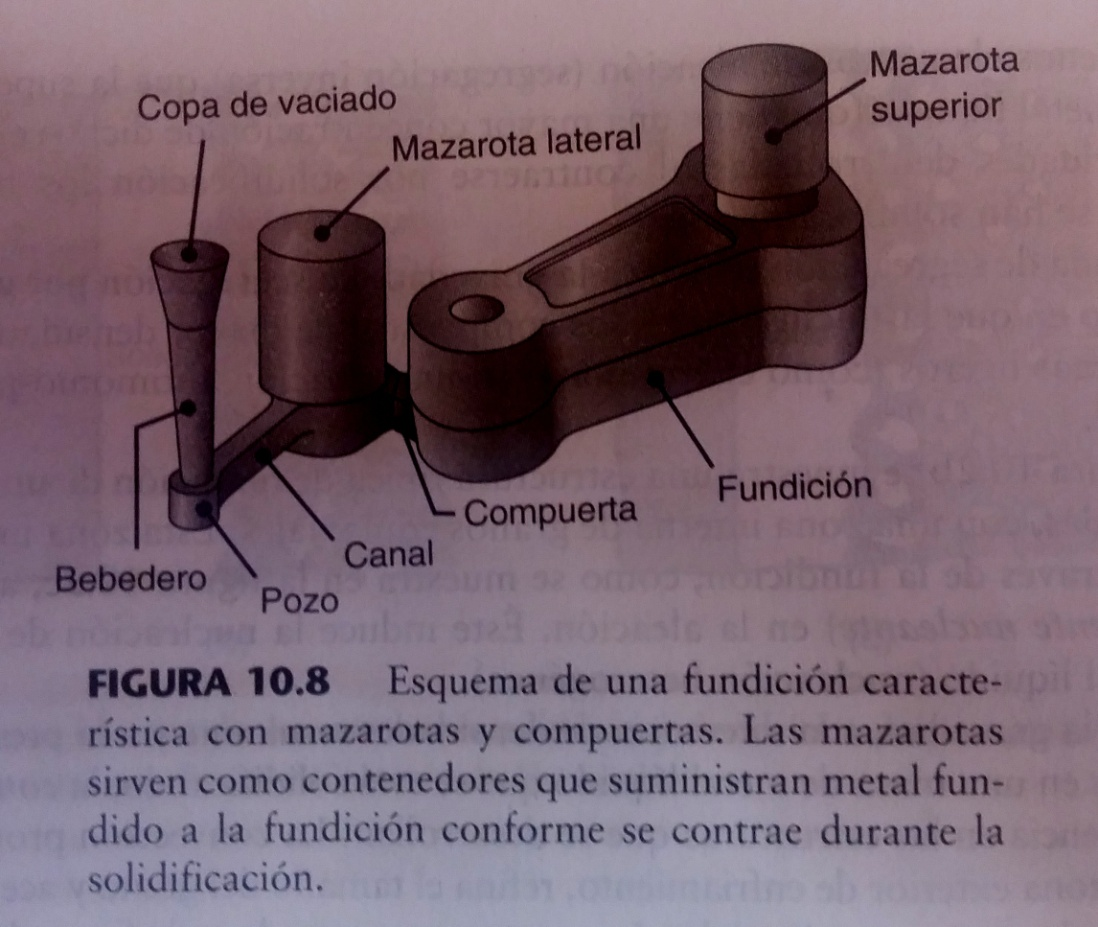 Copa de vaciado
Mazarota lateral
Mazarota
superior
Fundición
Compuerta
Canal
Bebedero
Pozo
FIGURA 10.8 Esquema de una fundición caracte-
rística con mazarotas y compuertas. Las mazarotas
sirven como contenedores que suministran metal fun-
dido a la fundición conforme se contrae durante la
solidificación.